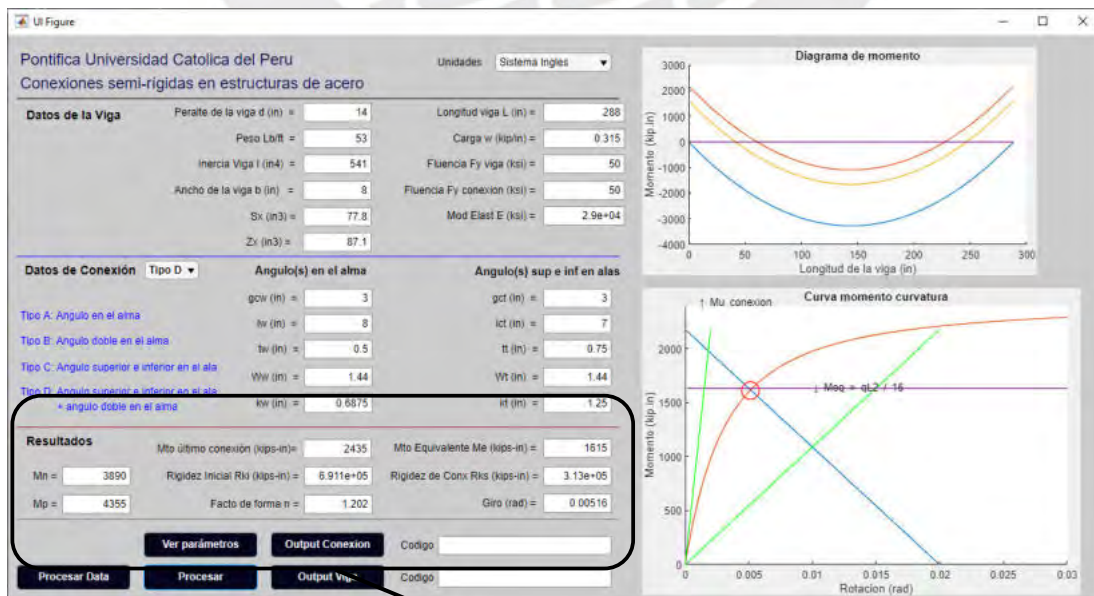 UI Figure
Pontifica Universidad Catolica del Peru
Unidades Sistema Ingles
Conexiones semi-rígidas en estructuras de acero
Datos de la Viga
Peralte de la viga d (in) = 14
Longitud viga L (in) = 288
Peso Lb/ft = 53
Carga w (kip/in) = 0.315
Inercia Viga I (in4) = 541
Fluencia Fy viga (ksi) = 50
Ancho de la viga b (in) = 8
Fluencia Fy conexion (ksi) = 50
Sx (in3) = 77.8
Mod Elast E (ksi) = 2.9e+04
Zx (in3) = 87.1
Datos de Conexión Tipo D
Angulo(s) en el alma
Angulo(s) sup e inf en alas
gcw (in) = 3
gct (in) = 3
Tipo A: Angulo en el alma
lw (in) = 8
lct (in) = 7
Tipo B: Angulo doble en el alma
tw (in) = 0.5
tt (in) = 0.75
Tipo C: Angulo superior e inferior en el ala
Ww (in) = 1.44
Wt (in) = 1.44
Tipo D: Angulo superior e inferior en el ala
+ angulo doble en el alma
kw (in) = 0.6875
kt (in) = 1.25
Resultados
Mto último conexión (kips-in)= 2435
Mto Equivalente Me (kips-in) = 1615
Mn = 3890
Rigidez Inicial Rki (kips-in) = 6.911e+05
Rigidez de Conx Rks (kips-in) = 3.13e+05
Mp = 4355
Facto de forma n = 1.202
Giro (rad) = 0.00516
Ver parámetros
Output Conexion
Codigo
Procesar Data
Procesar
Output Vig
Codigo
Diagrama de momento
Momento (kip.in)
3000
2000
1000
0
-1000
-2000
-3000
-4000
0 50 100 150 200 250 300
Longitud de la viga (in)
Curva momento curvatura
↑ Mu conexion
↓ Meq = qL2 / 16
Momento (kip.in)
2000
1500
1000
500
0
0 0.005 0.01 0.015 0.02 0.025 0.03
Rotacion (rad)